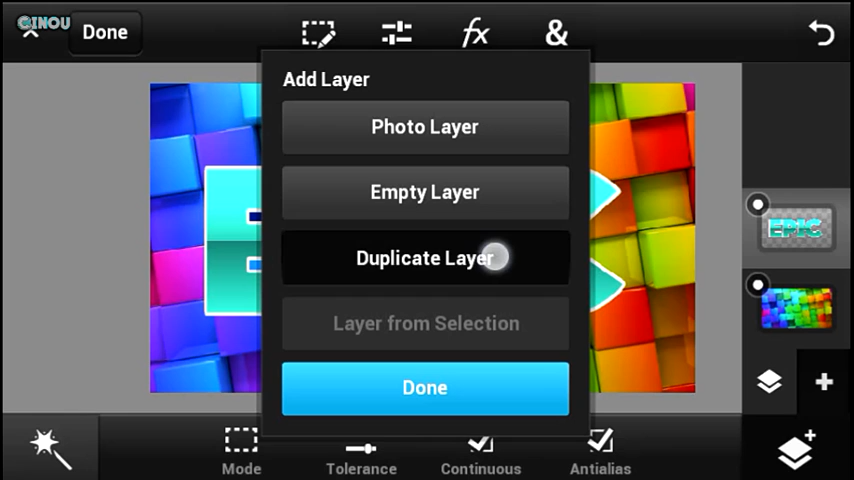 GINOU
Done
fx
&
Add Layer
Photo Layer
Empty Layer
Duplicate Layer
EPIC
Layer from Selection
Done
+
Mode
Tolerance
Continuous
Antialias